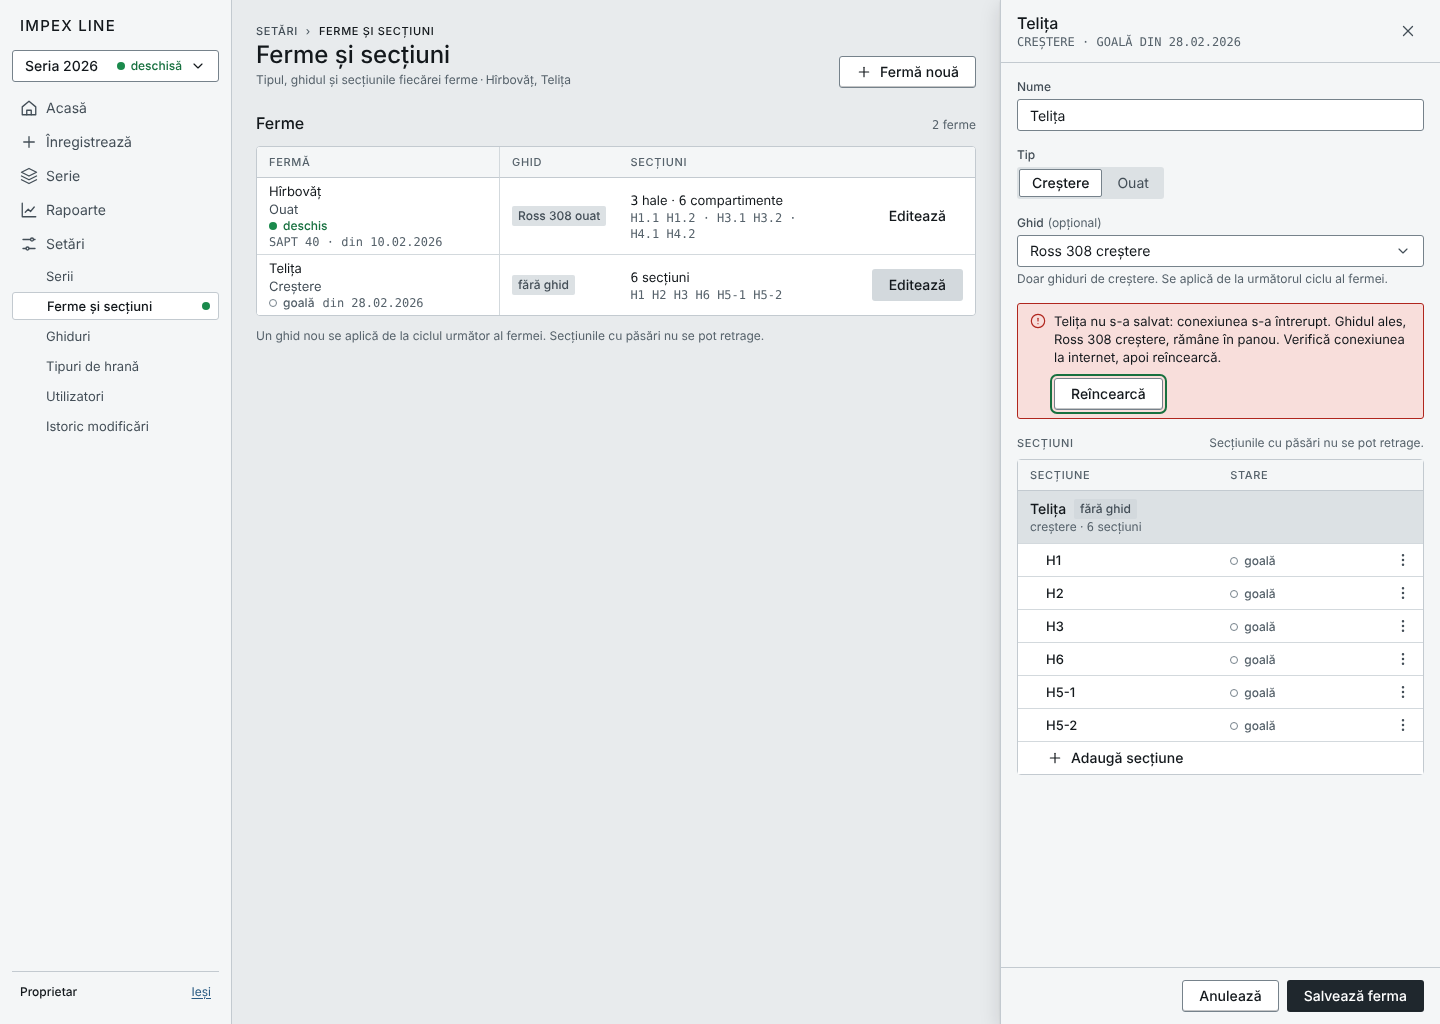 IMPEX LINE
Seria 2026 deschisă
Acasă
Înregistrează
Serie
Rapoarte
Setări
Serii
Ferme și secțiuni
Ghiduri
Tipuri de hrană
Utilizatori
Istoric modificări
Proprietar Ieși
SETĂRI › FERME ȘI SECȚIUNI
Ferme și secțiuni
Tipul, ghidul și secțiunile fiecărei ferme · Hîrbovăț, Telița
Fermă nouă
Ferme 2 ferme
FERMĂ GHID SECȚIUNI
Hîrbovăț
Ouat
deschis
SAPT 40 · din 10.02.2026
Ross 308 ouat
3 hale · 6 compartimente
H1.1 H1.2 · H3.1 H3.2 ·
H4.1 H4.2
Editează
Telița
Creștere
goală din 28.02.2026
fără ghid
6 secțiuni
H1 H2 H3 H6 H5-1 H5-2
Editează
Un ghid nou se aplică de la ciclul următor al fermei. Secțiunile cu păsări nu se pot retrage.
Telița
CREȘTERE · GOALĂ DIN 28.02.2026
Nume
Telița
Tip
Creștere Ouat
Ghid (opțional)
Ross 308 creștere
Doar ghiduri de creștere. Se aplică de la următorul ciclu al fermei.
Telița nu s-a salvat: conexiunea s-a întrerupt. Ghidul ales,
Ross 308 creștere, rămâne în panou. Verifică conexiunea
la internet, apoi reîncearcă.
Reîncearcă
SECȚIUNI Secțiunile cu păsări nu se pot retrage.
SECȚIUNE STARE
Telița fără ghid
creștere · 6 secțiuni
H1 goală
H2 goală
H3 goală
H6 goală
H5-1 goală
H5-2 goală
Adaugă secțiune
Anulează Salvează ferma